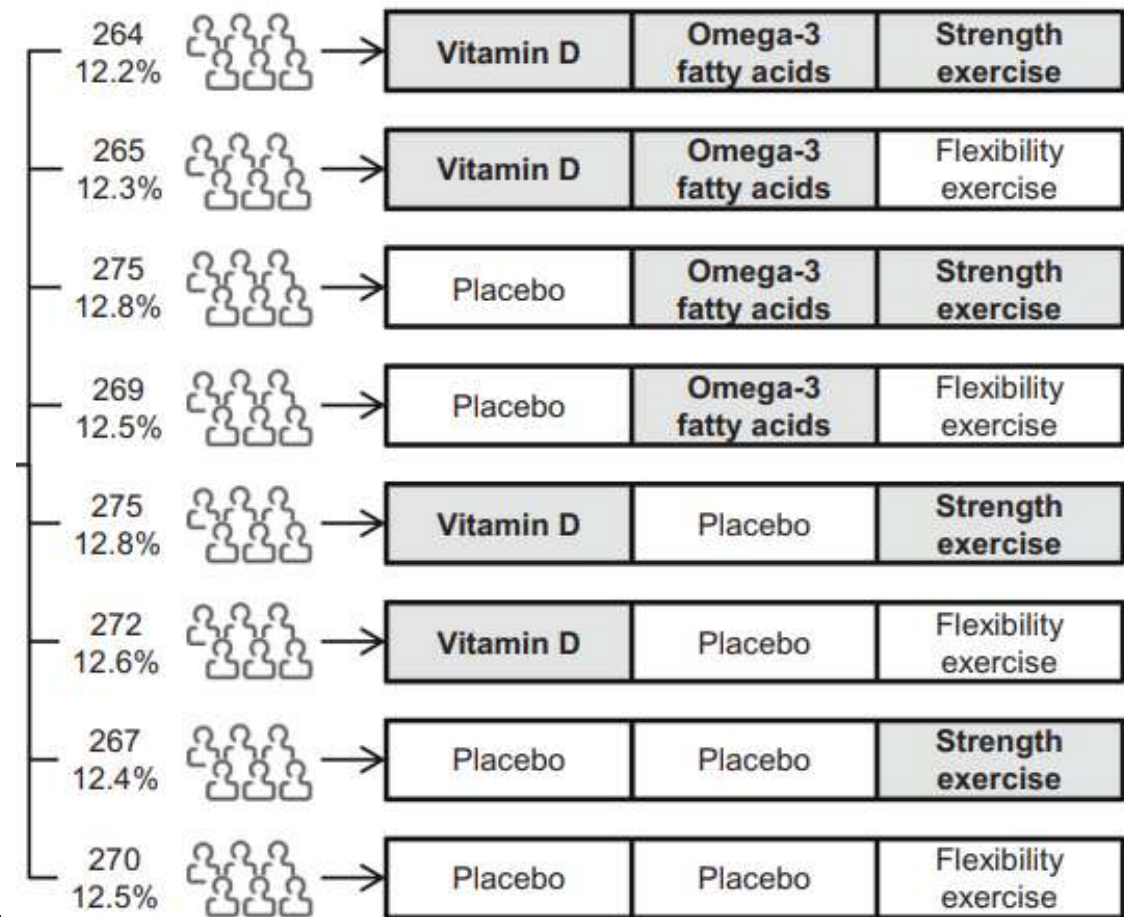 264
12.2%
Vitamin D
Omega-3
fatty acids
Strength
exercise
265
12.3%
Vitamin D
Omega-3
fatty acids
Flexibility
exercise
275
12.8%
Placebo
Omega-3
fatty acids
Strength
exercise
269
12.5%
Placebo
Omega-3
fatty acids
Flexibility
exercise
275
12.8%
Vitamin D
Placebo
Strength
exercise
272
12.6%
Vitamin D
Placebo
Flexibility
exercise
267
12.4%
Placebo
Placebo
Strength
exercise
270
12.5%
Placebo
Placebo
Flexibility
exercise